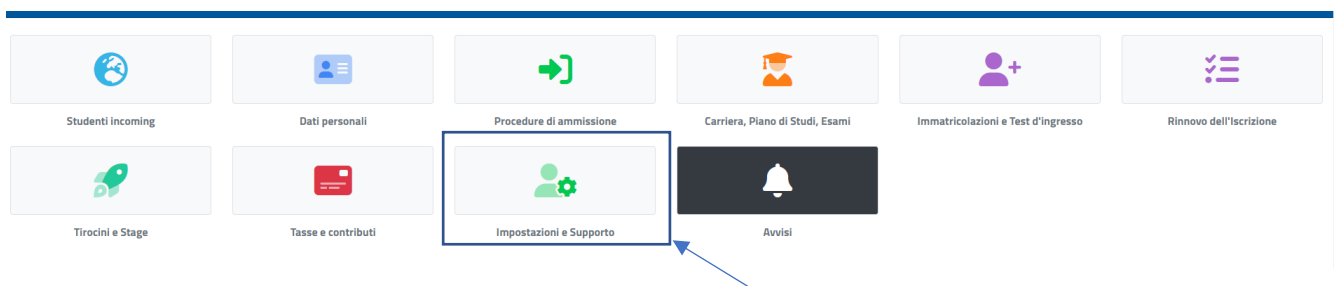 Studenti incoming
Dati personali
Procedure di ammissione
Carriera, Piano di Studi, Esami
Immatricolazioni e Test d'ingresso
Rinnovo dell'Iscrizione
Tirocini e Stage
Tasse e contributi
Impostazioni e Supporto
Avvisi